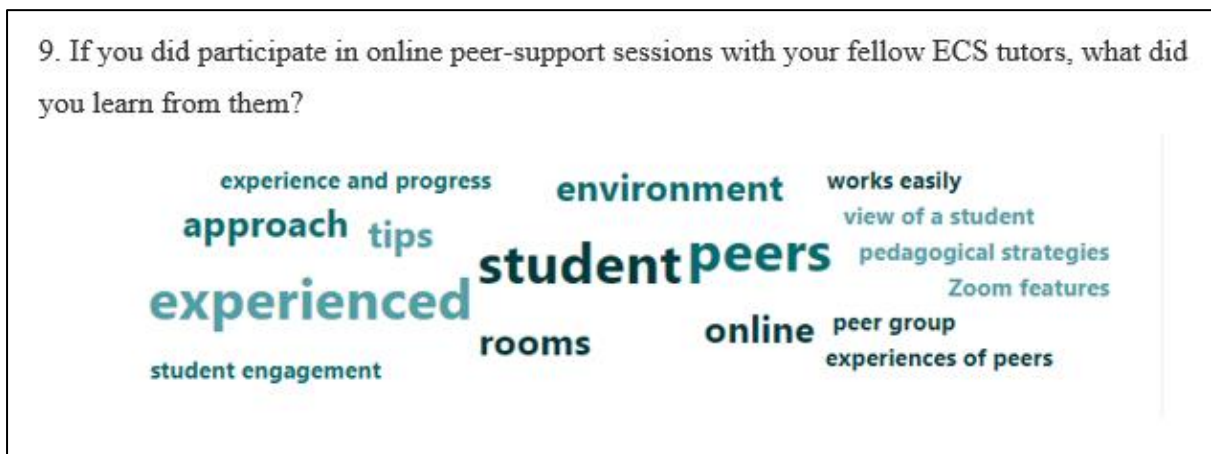 9. If you did participate in online peer-support sessions with your fellow ECS tutors, what did
you learn from them?
experience and progress
environment
works easily
approach
tips
view of a student
student
peers
pedagogical strategies
experienced
Zoom features
rooms
online
peer group
student engagement
experiences of peers